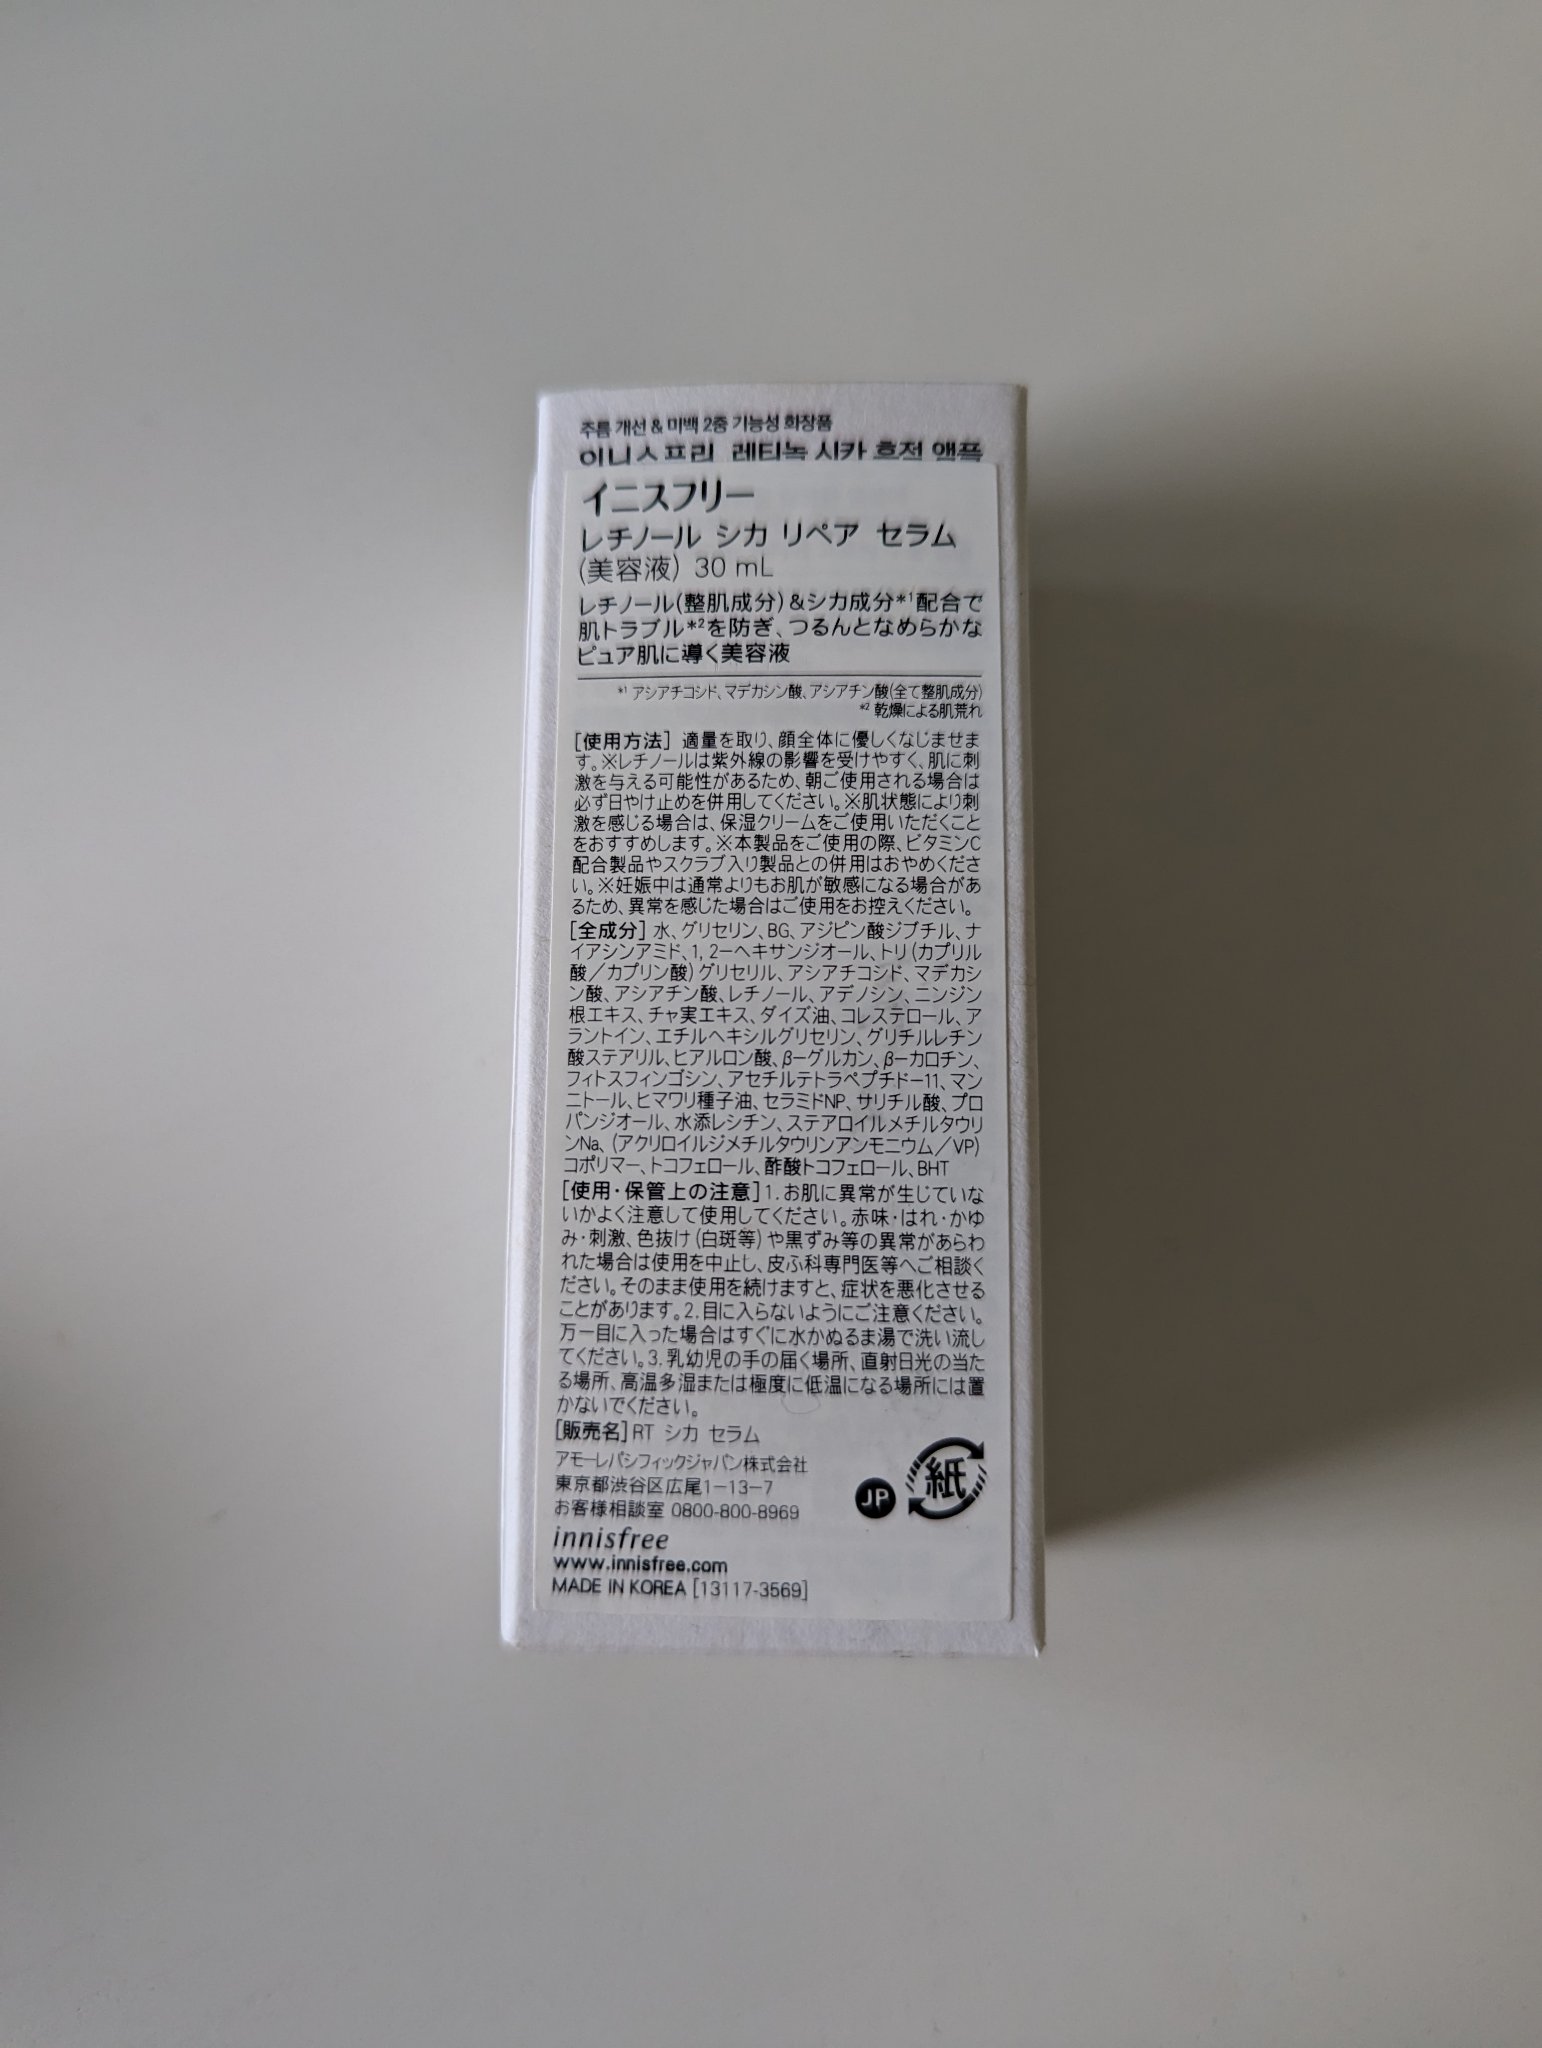 추름 개선 & 미백 2중 기능성 화장품
이니스프리 레티놀 시카 흔적 앰플
イニスフリー
レチノール シカ リペア セラム
(美容液) 30 mL
レチノール(整肌成分)&シカ成分*1配合で
肌トラブル*2を防ぎ、つるんとなめらかな
ピュア肌に導く美容液
*1 アシアチコシド、マデカシン酸、アシアチン酸(全て整肌成分)
*2 乾燥による肌荒れ
[使用方法] 適量を取り、顔全体に優しくなじませま
す。※レチノールは紫外線の影響を受けやすく、肌に刺
激を与える可能性があるため、朝ご使用される場合は
必ず日やけ止めを併用してください。※肌状態により刺
激を感じる場合は、保湿クリームをご使用いただくこと
をおすすめします。※本製品をご使用の際、ビタミンC
配合製品やスクラブ入り製品との併用はおやめくださ
い。※妊娠中は通常よりもお肌が敏感になる場合があ
るため、異常を感じた場合はご使用をお控えください。
[全成分] 水、グリセリン、BG、アジピン酸ジブチル、ナ
イアシンアミド、1, 2-ヘキサンジオール、トリ(カプリル
酸/カプリン酸)グリセリル、アシアチコシド、マデカシ
ン酸、アシアチン酸、レチノール、アデノシン、ニンジン
根エキス、チャ実エキス、ダイズ油、コレステロール、ア
ラントイン、エチルヘキシルグリセリン、グリチルレチン
酸ステアリル、ヒアルロン酸、β-グルカン、β-カロチン、
フィトスフィンゴシン、アセチルテトラペプチド-11、マン
ニトール、ヒマワリ種子油、セラミドNP、サリチル酸、プロ
パンジオール、水添レシチン、ステアロイルメチルタウリ
ンNa、(アクリロイルジメチルタウリンアンモニウム/VP)
コポリマー、トコフェロール、酢酸トコフェロール、BHT
[使用・保管上の注意]1.お肌に異常が生じていな
いかよく注意して使用してください。赤味・はれ・かゆ
み・刺激、色抜け(白斑等)や黒ずみ等の異常があらわ
れた場合は使用を中止し、皮ふ科専門医等へご相談く
ださい。そのまま使用を続けますと、症状を悪化させる
ことがあります。2.目に入らないようにご注意ください。
万一目に入った場合はすぐに水かぬるま湯で洗い流し
てください。3.乳幼児の手の届く場所、直射日光の当た
る場所、高温多湿または極度に低温になる場所には置
かないでください。
[販売名]RT シカ セラム
アモーレパシフィックジャパン株式会社
東京都渋谷区広尾1-13-7
お客様相談室 0800-800-8969
JP
紙
innisfree
www.innisfree.com
MADE IN KOREA [13117-3569]